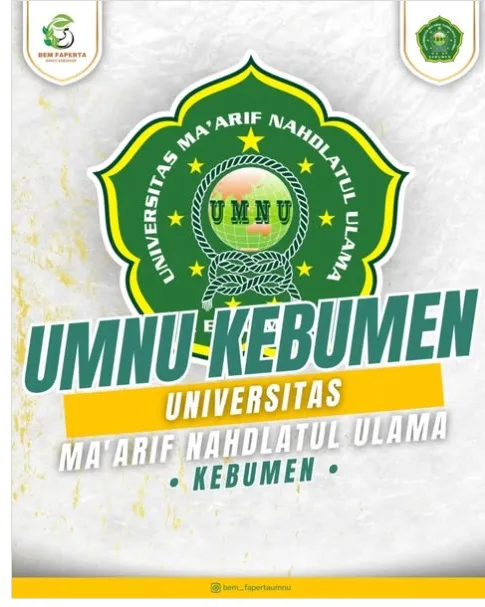 BEM FAPERTA
UNIVERSITAS MA'ARIF NAHDLATUL ULAMA
UMNU
UMNU KEBUMEN
UNIVERSITAS
MA'ARIF NAHDLATUL ULAMA
• KEBUMEN •
bem_fapertaumnu